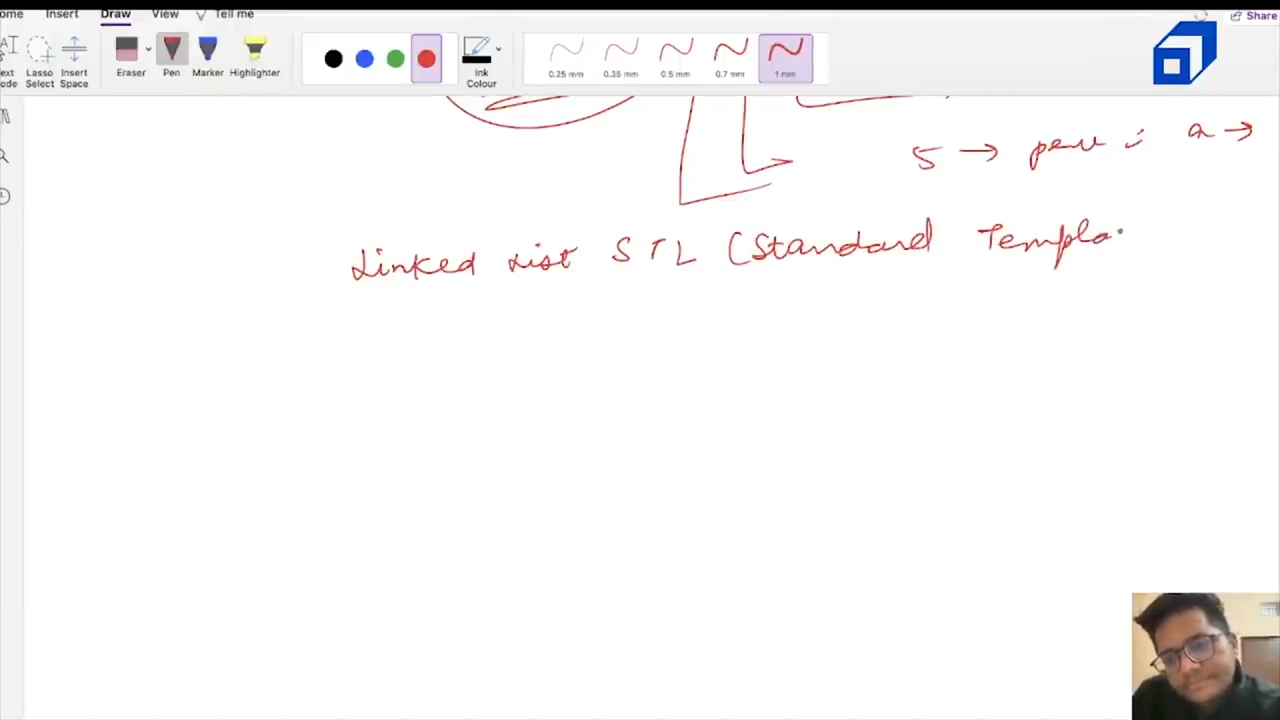 ome Insert Draw View Tell me
Share
Text Mode Lasso Select Insert Space Eraser Pen Marker Highlighter Ink Colour 0.25 mm 0.35 mm 0.5 mm 0.7 mm 1 mm
5 → a →
Linked List STL (Standard Templa